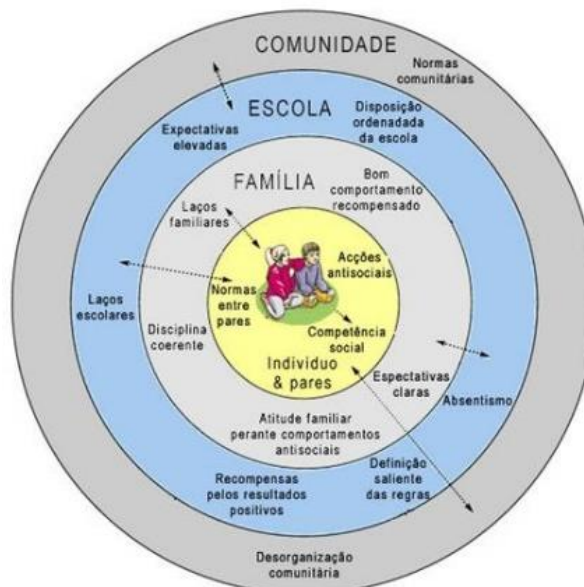 COMUNIDADE
Normas
comunitárias
ESCOLA
Expectativas
elevadas
Disposição
ordenadada
da escola
FAMÍLIA
Bom
comportamento
recompensado
Laços
familiares
Acções
antisociais
Normas
entre
pares
Laços
escolares
Disciplina
coerente
Competência
social
Indivíduo
& pares
Espectativas
claras
Absentismo
Atitude familiar
perante comportamentos
antisociais
Recompensas
pelos resultados
positivos
Definição
saliente
das regras
Desorganização
comunitária